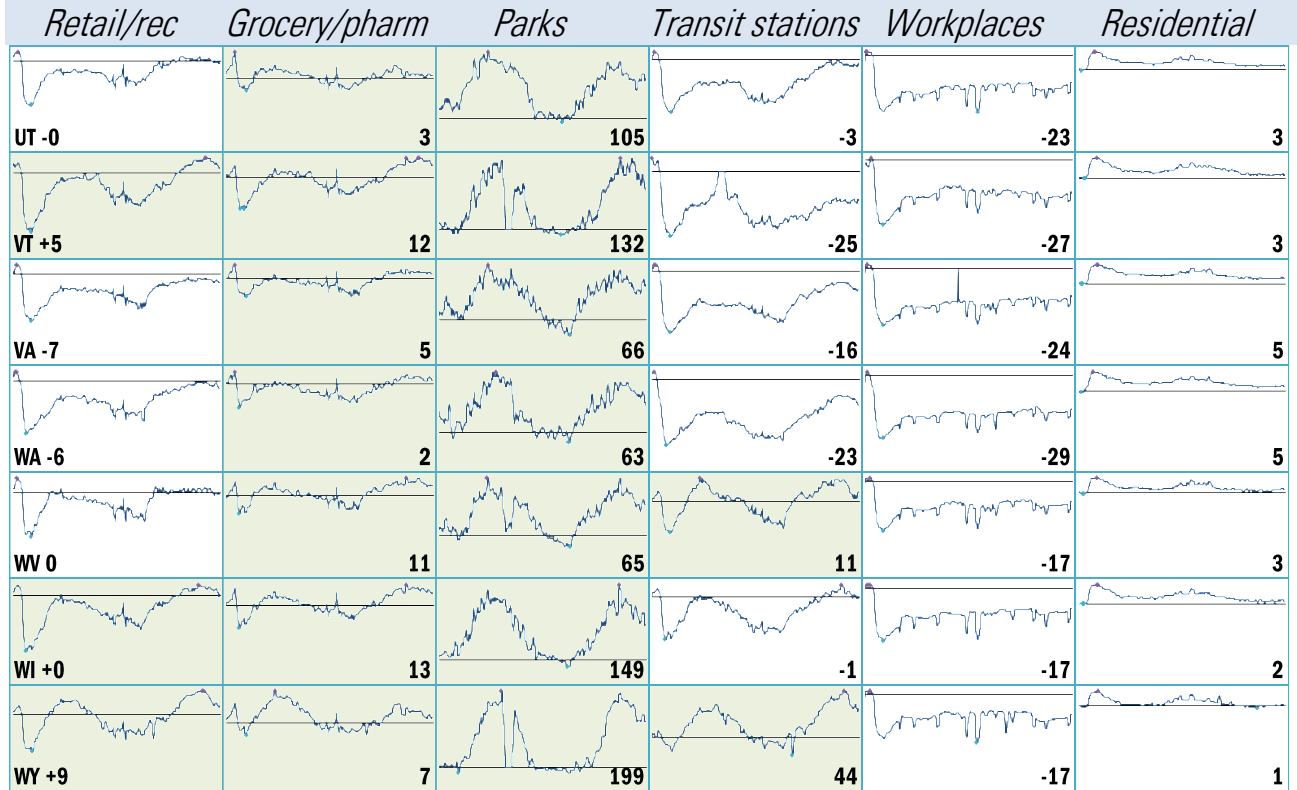 Retail/rec Grocery/pharm Parks Transit stations Workplaces Residential
UT -0 3 105 -3 -23 3
VT +5 12 132 -25 -27 3
VA -7 5 66 -16 -24 5
WA -6 2 63 -23 -29 5
WV 0 11 65 11 -17 3
WI +0 13 149 -1 -17 2
WY +9 7 199 44 -17 1